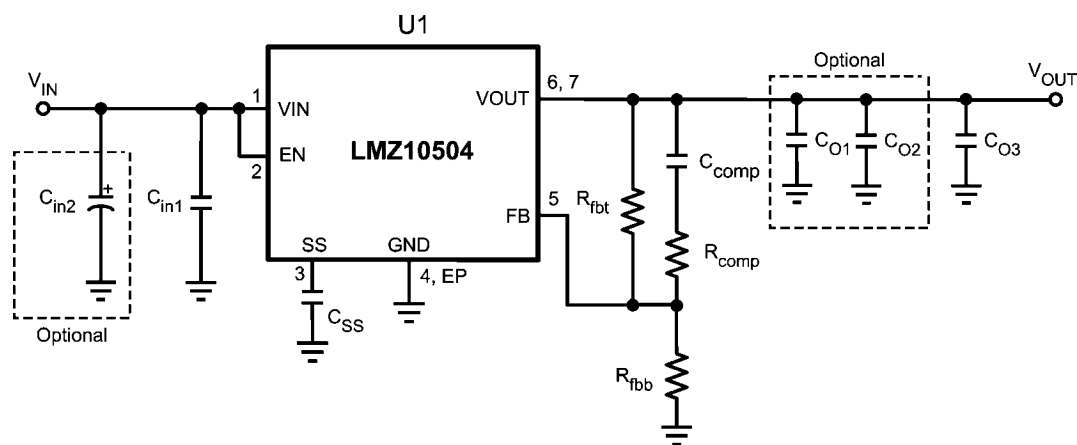 U1
Optional
V_IN
V_OUT
6, 7
1
VIN
VOUT
LMZ10504
EN
2
C_O1
C_O2
C_O3
C_comp
+
C_in2
C_in1
R_fbt
5
FB
R_comp
SS
GND
3
4, EP
C_SS
Optional
R_fbb